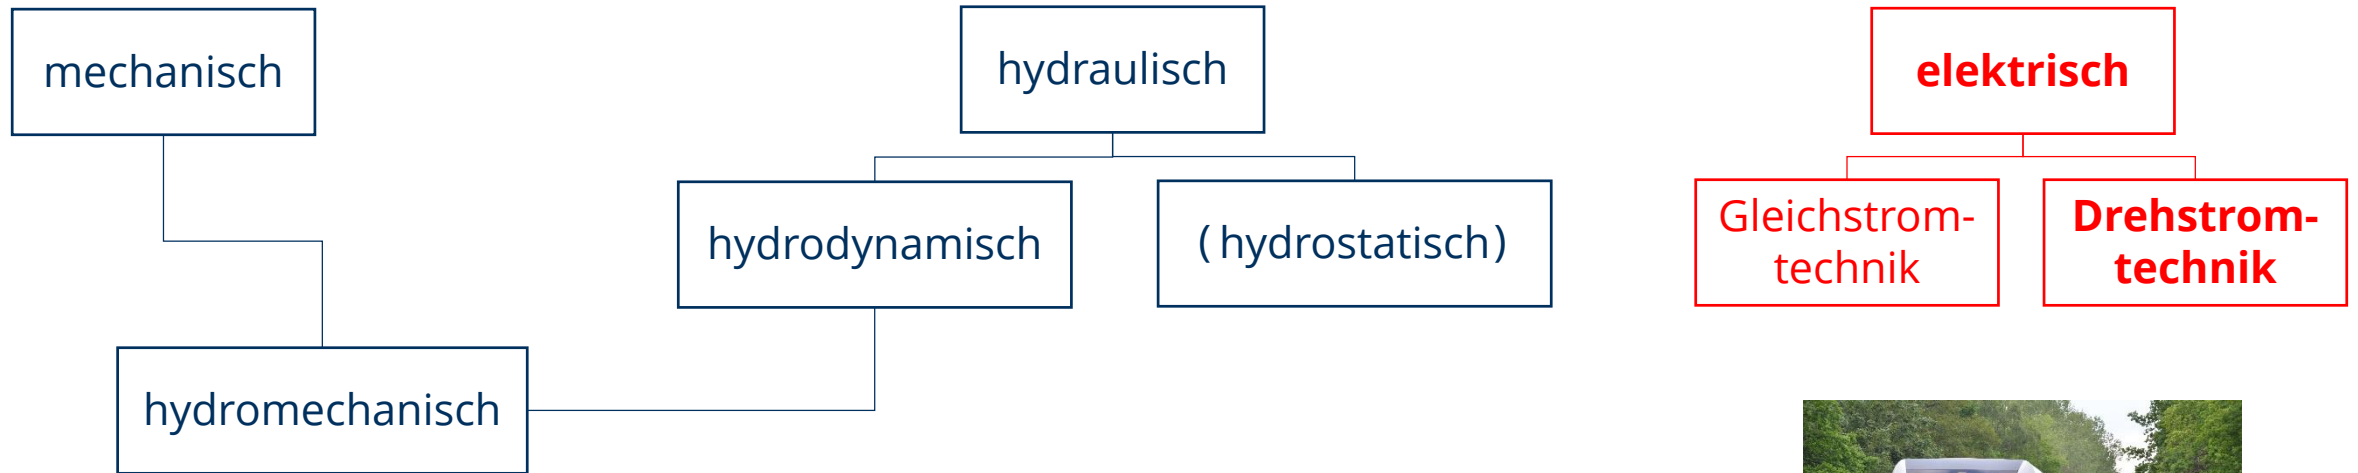 mechanisch
hydraulisch
elektrisch
hydrodynamisch
(hydrostatisch)
Gleichstrom-
technik
Drehstrom-
technik
hydromechanisch